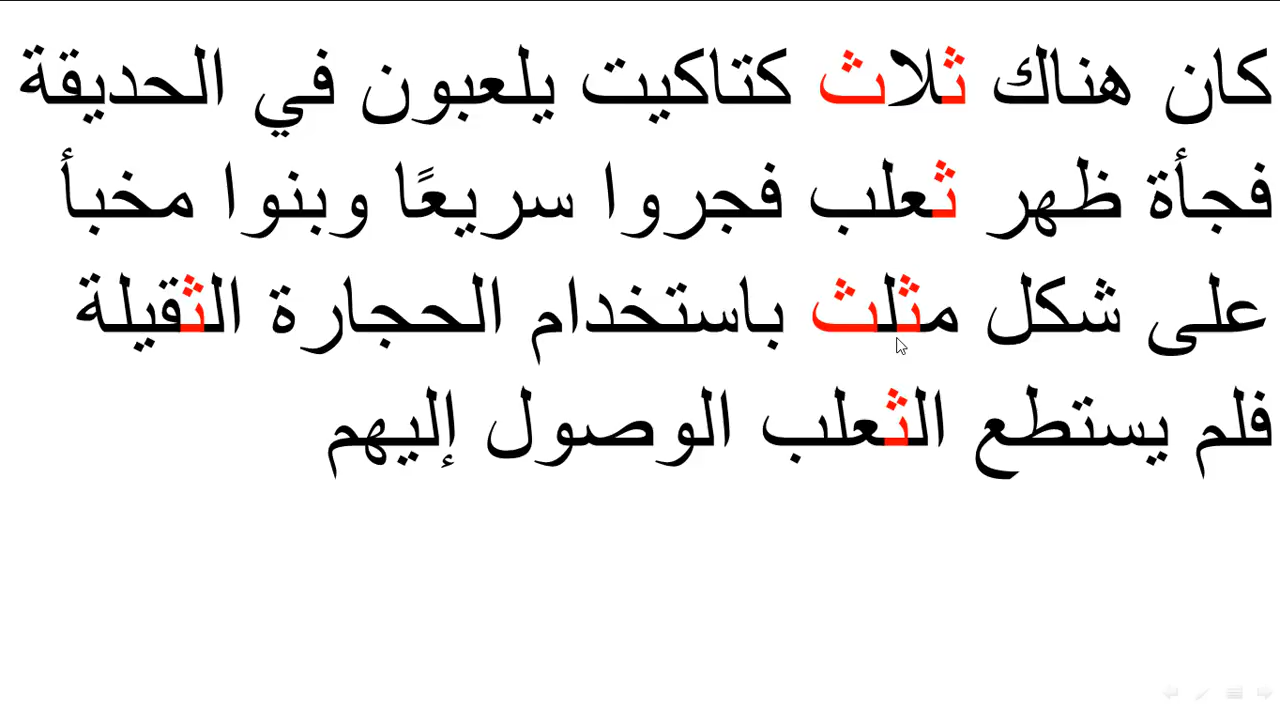 كان هناك ثلاث كتاكيت يلعبون في الحديقة
فجأة ظهر ثعلب فجروا سريعًا وبنوا مخبأ
على شكل مثلث باستخدام الحجارة الثقيلة
فلم يستطع الثعلب الوصول إليهم